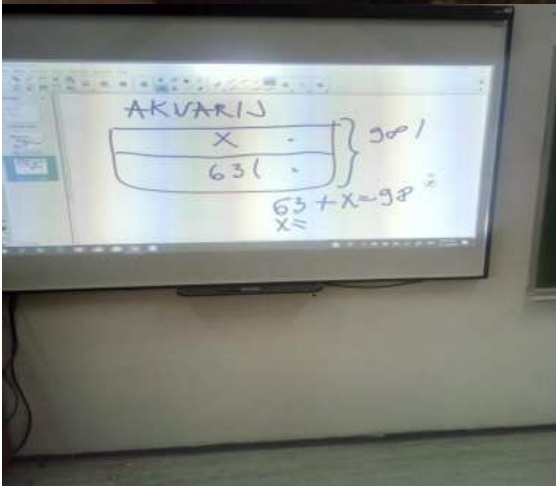 AKVARIJ
X
98 l
63 l
63 + X = 98
X =